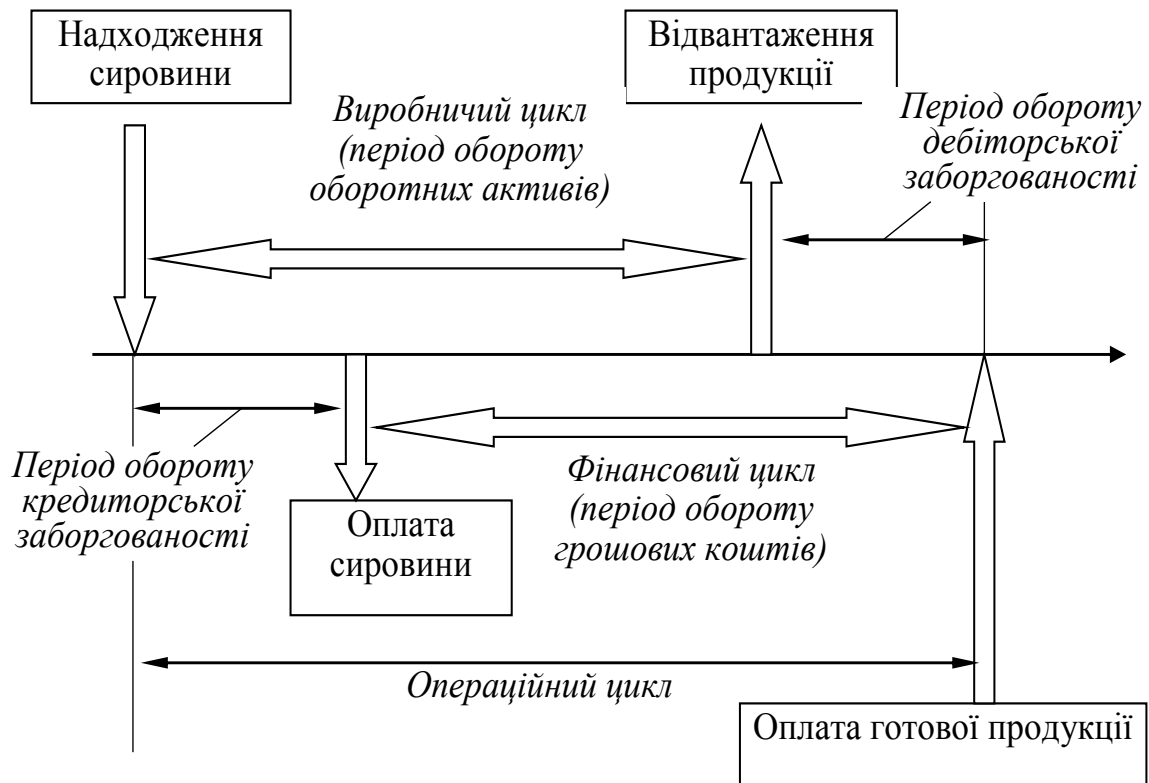 Надходження
сировини
Відвантаження
продукції
Виробничий цикл
(період обороту
оборотних активів)
Період обороту
дебіторської
заборгованості
Період обороту
кредиторської
заборгованості
Оплата
сировини
Фінансовий цикл
(період обороту
грошових коштів)
Операційний цикл
Оплата готової продукції